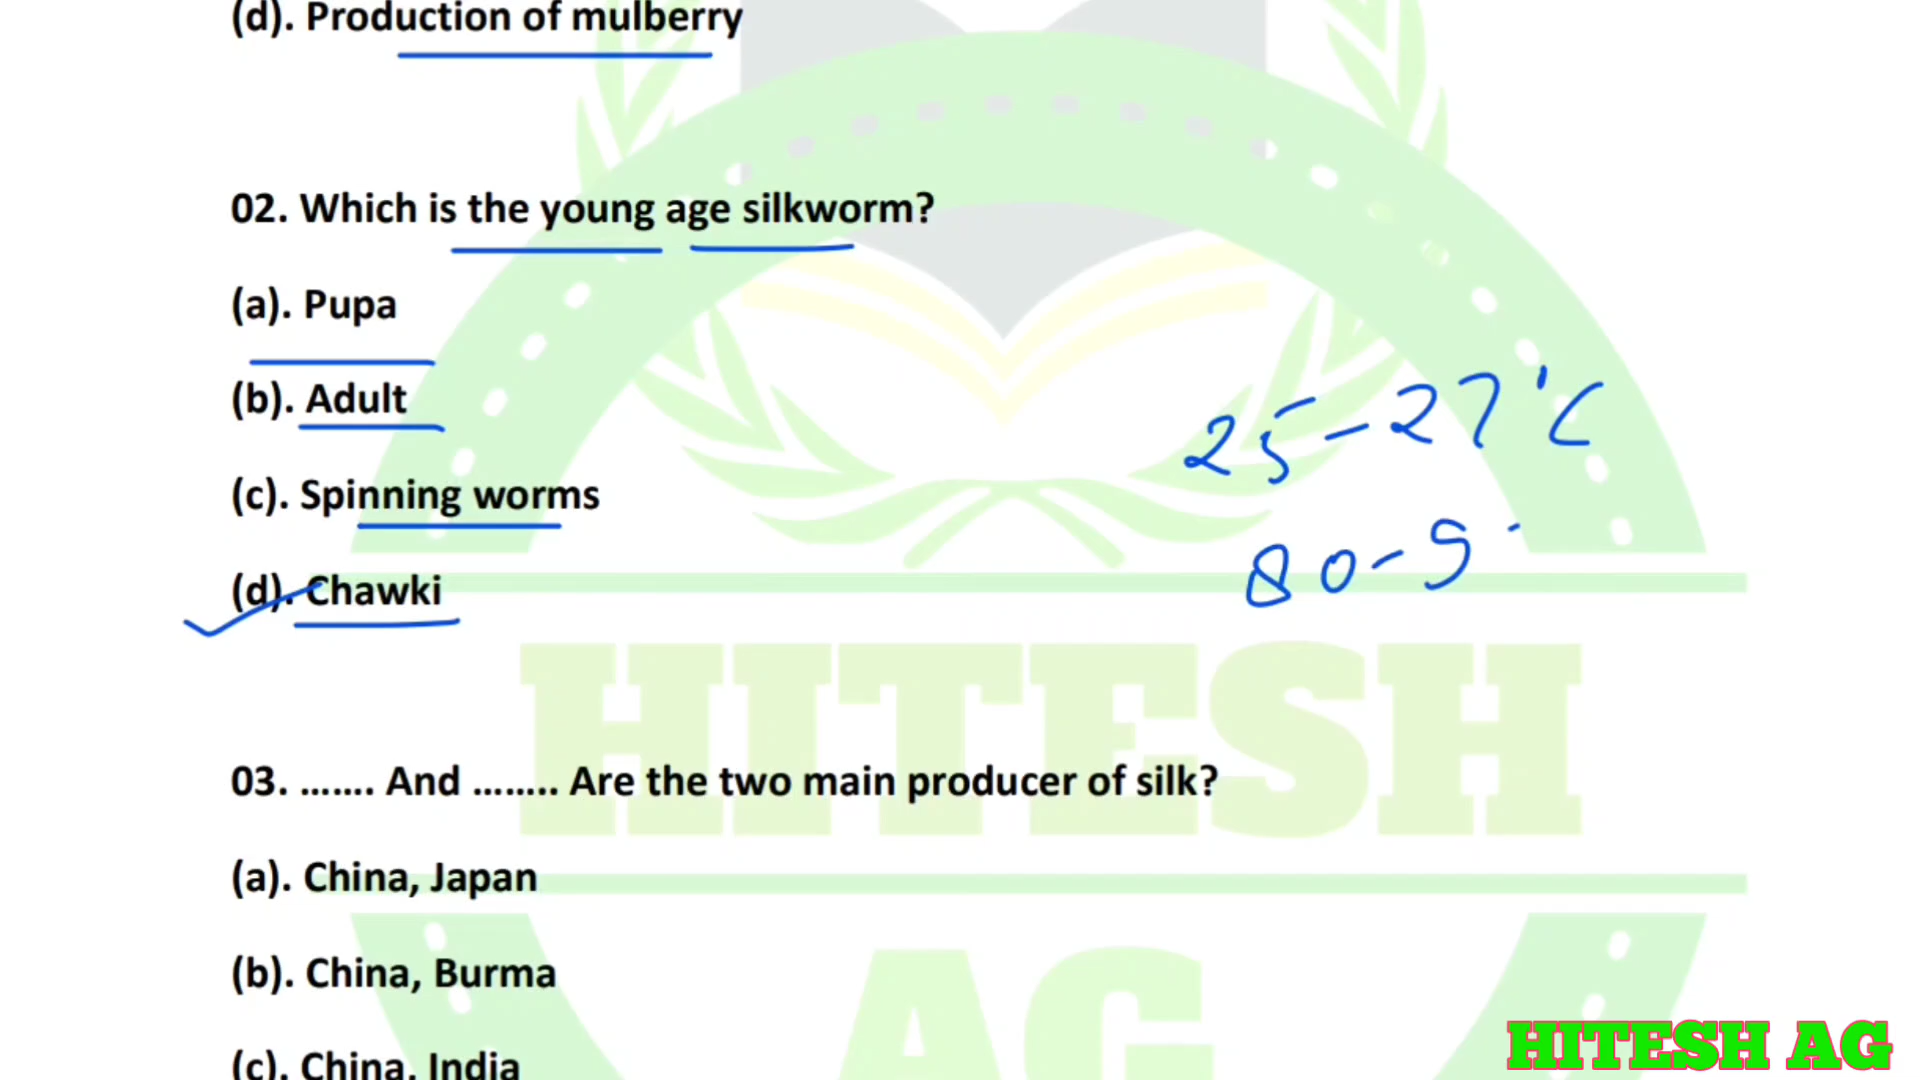 (d). Production of mulberry
02. Which is the young age silkworm?
(a). Pupa
(b). Adult
25-27°C
(c). Spinning worms
80-9
(d). Chawki
HITESH
03. ....... And ........ Are the two main producer of silk?
(a). China, Japan
(b). China, Burma
AG
HITESH AG
(c). China, India